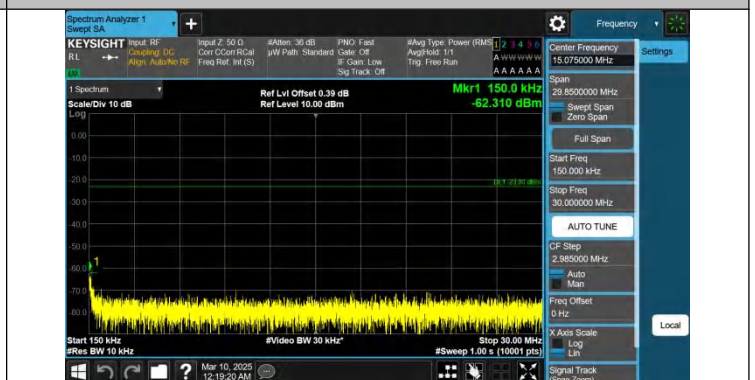 Spectrum Analyzer 1
Swept SA
Frequency
KEYSIGHT
Input: RF
Input Z: 50 Ω
#Atten: 36 dB
PNO: Fast
#Avg Type: Power (RMS)
1 2 3 4 5 6
RL
Coupling: DC
Corr CCorr RCal
µW Path: Standard
Gate: Off
Avg|Hold: 1/1
A W W W W W
Align: Auto/No RF
Freq Ref: Int (S)
IF Gain: Low
Trig: Free Run
Sig Track: Off
A A A A A A
1 Spectrum
Ref Lvl Offset 0.39 dB
Mkr1 150.0 kHz
Scale/Div 10 dB
Ref Level 10.00 dBm
-62.310 dBm
Log
0.00
-10.0
-20.0
-30.0
-40.0
-50.0
-60.0
-70.0
-80.0
1
Start 150 kHz
#Video BW 30 kHz*
Stop 30.00 MHz
#Res BW 10 kHz
#Sweep 1.00 s (10001 pts)
Center Frequency
15.075000 MHz
Settings
Span
29.8500000 MHz
Swept Span
Zero Span
Full Span
Start Freq
150.000 kHz
Stop Freq
30.000000 MHz
AUTO TUNE
CF Step
2.985000 MHz
Auto
Man
Freq Offset
0 Hz
X Axis Scale
Log
Lin
Local
Signal Track
(Span Zoom)
?
Mar 10, 2025
12:19:20 AM